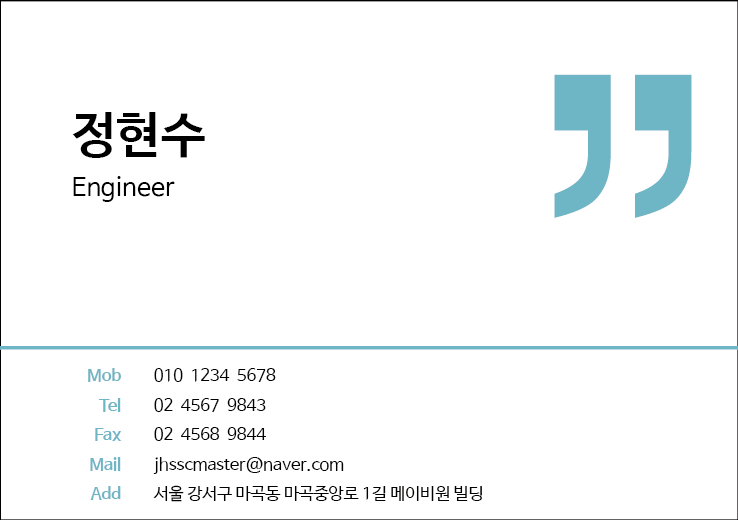 정현수
Engineer
Mob 010 1234 5678
Tel 02 4567 9843
Fax 02 4568 9844
Mail jhsscmaster@naver.com
Add 서울 강서구 마곡동 마곡중앙로 1길 메이비원 빌딩